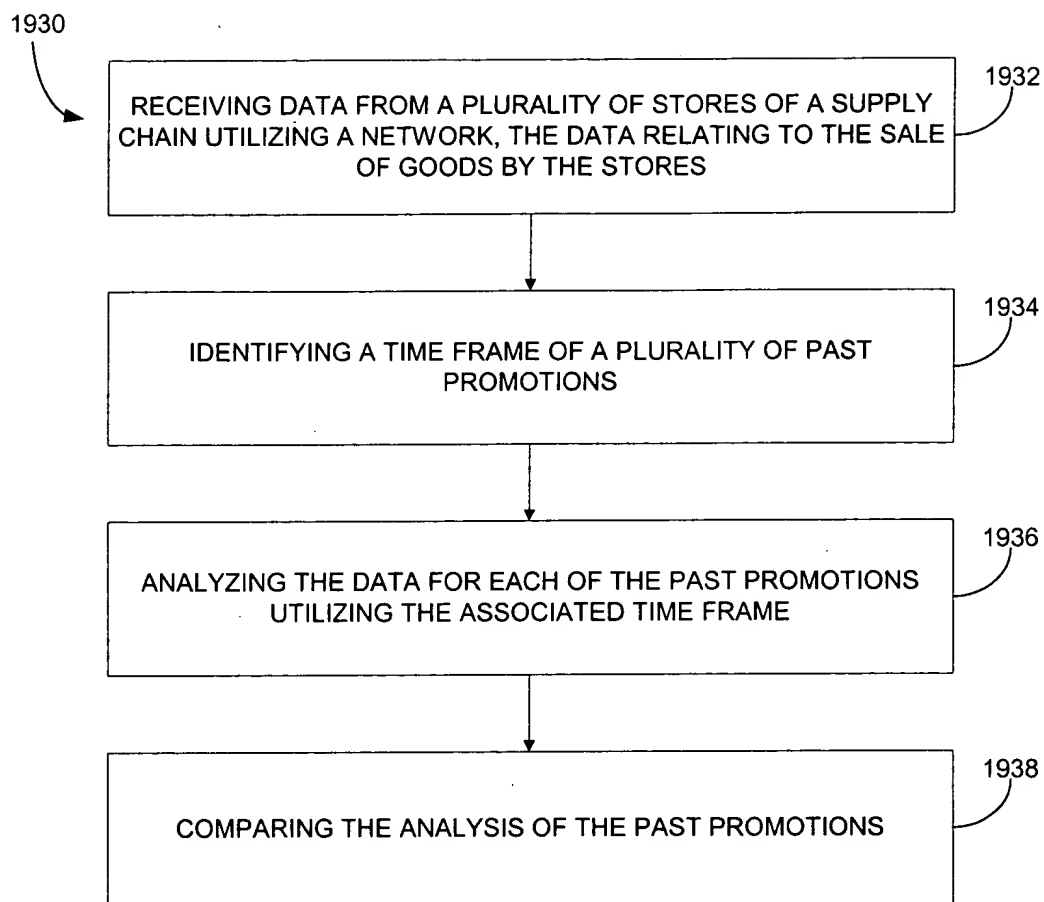 1930
1932
RECEIVING DATA FROM A PLURALITY OF STORES OF A SUPPLY
CHAIN UTILIZING A NETWORK, THE DATA RELATING TO THE SALE
OF GOODS BY THE STORES
1934
IDENTIFYING A TIME FRAME OF A PLURALITY OF PAST
PROMOTIONS
1936
ANALYZING THE DATA FOR EACH OF THE PAST PROMOTIONS
UTILIZING THE ASSOCIATED TIME FRAME
1938
COMPARING THE ANALYSIS OF THE PAST PROMOTIONS